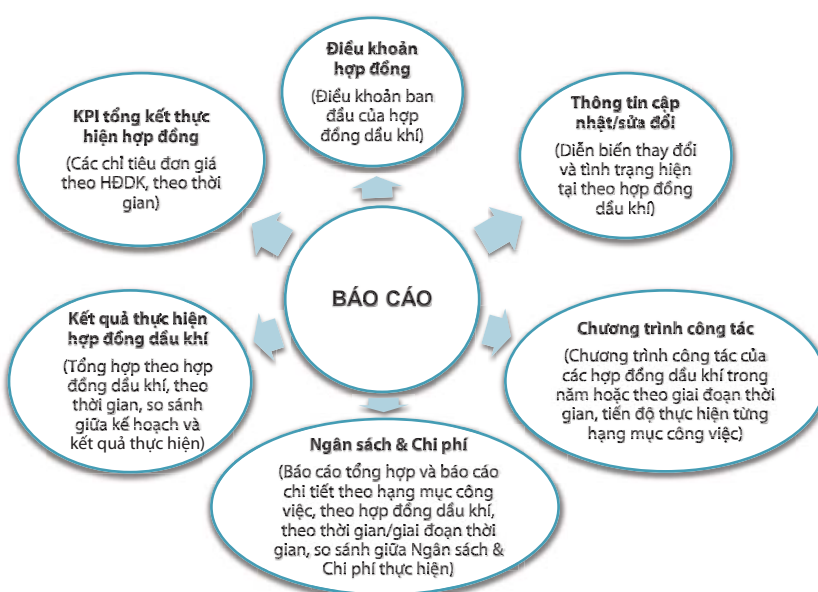 Điều khoản
hợp đồng
(Điều khoản ban
đầu của hợp
đồng dầu khí)
KPI tổng kết thực
hiện hợp đồng
(Các chỉ tiêu đơn giá
theo HĐDK, theo thời
gian)
Thông tin cập
nhật/sửa đổi
(Diễn biến thay đổi
và tình trạng hiện
tại theo hợp đồng
dầu khí)
BÁO CÁO
Kết quả thực hiện
hợp đồng dầu khí
(Tổng hợp theo hợp
đồng dầu khí, theo
thời gian, so sánh
giữa kế hoạch và
kết quả thực hiện)
Chương trình công tác
(Chương trình công tác của
các hợp đồng dầu khí trong
năm hoặc theo giai đoạn thời
gian, tiến độ thực hiện từng
hạng mục công việc)
Ngân sách & Chi phí
(Báo cáo tổng hợp và báo cáo
chi tiết theo hạng mục công
việc, theo hợp đồng dầu khí,
theo thời gian/giai đoạn thời
gian, so sánh giữa Ngân sách &
Chi phí thực hiện)